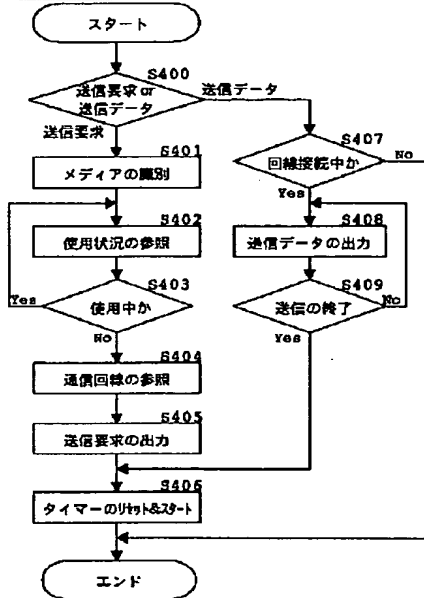 スタート
S400
送信要求or
送信データ
送信データ
送信要求
S401
メディアの識別
S402
使用状況の参照
S403
使用中か
Yes
No
S404
通信回線の参照
S405
送信要求の出力
S406
タイマーのリセット&スタート
エンド
S407
回線接続中か
No
Yes
S408
通信データの出力
S409
送信の終了
No
Yes